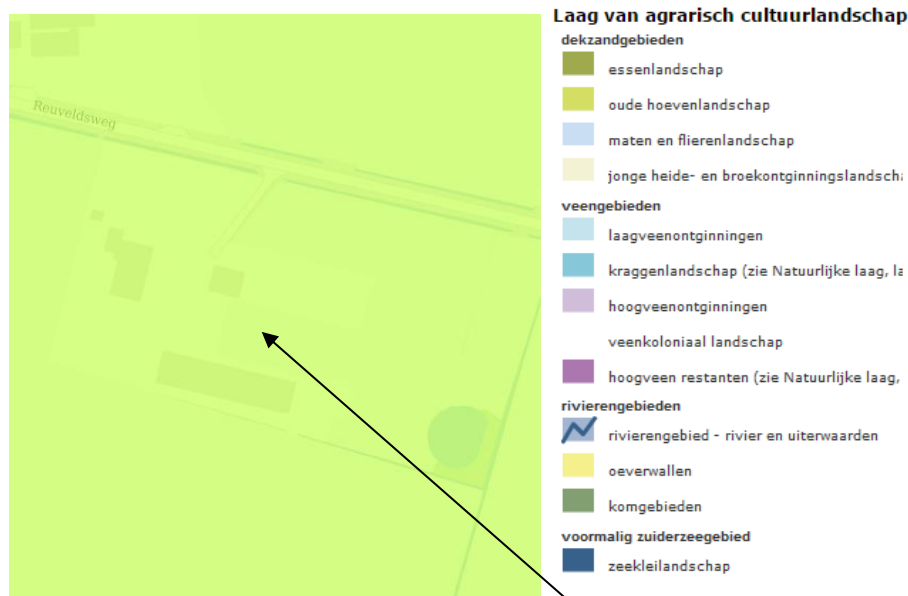 Laag van agrarisch cultuurlandschap
dekzandgebieden
essenlandschap
oude hoevenlandschap
maten en flierenlandschap
jonge heide- en broekontginningslandscha
veengebieden
laagveenontginningen
kraggenlandschap (zie Natuurlijke laag, la
hoogveenontginningen
veenkoloniaal landschap
hoogveen restanten (zie Natuurlijke laag,
rivierengebieden
rivierengebied - rivier en uiterwaarden
oeverwallen
komgebieden
voormalig zuiderzeegebied
zeekleilandschap
Reuveldsweg